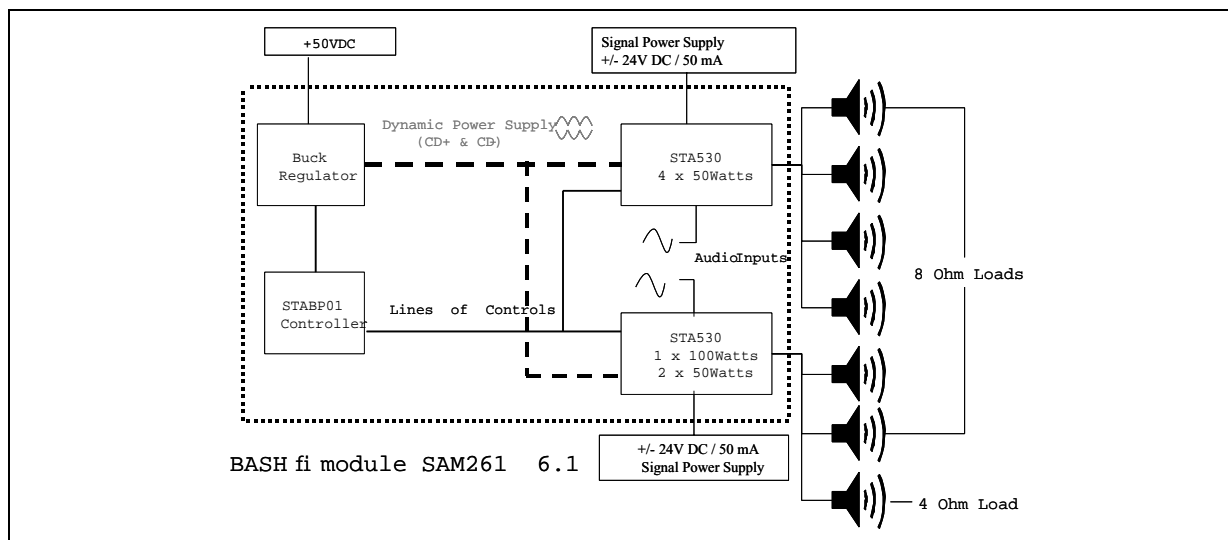 +50VDC
Signal Power Supply
+/- 24V DC / 50 mA
Dynamic Power Supply
(CD+ & CD-)
Buck
Regulator
STA530
4 x 50Watts
AudioInputs
8 Ohm Loads
STABP01
Controller
Lines of Controls
STA530
1 x 100Watts
2 x 50Watts
+/- 24V DC / 50 mA
Signal Power Supply
BASH fi module SAM261 6.1
4 Ohm Load